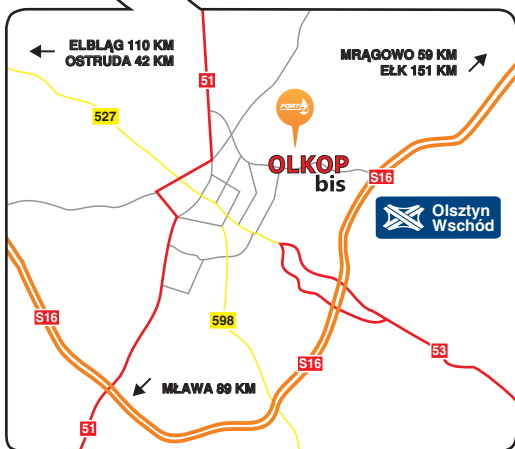 ELBLĄG 110 KM
OSTRUDA 42 KM
MRĄGOWO 59 KM
EŁK 151 KM
51
527
PORT
OLKOP
bis
S16
Olsztyn
Wschód
S16
598
S16
53
MŁAWA 89 KM
51